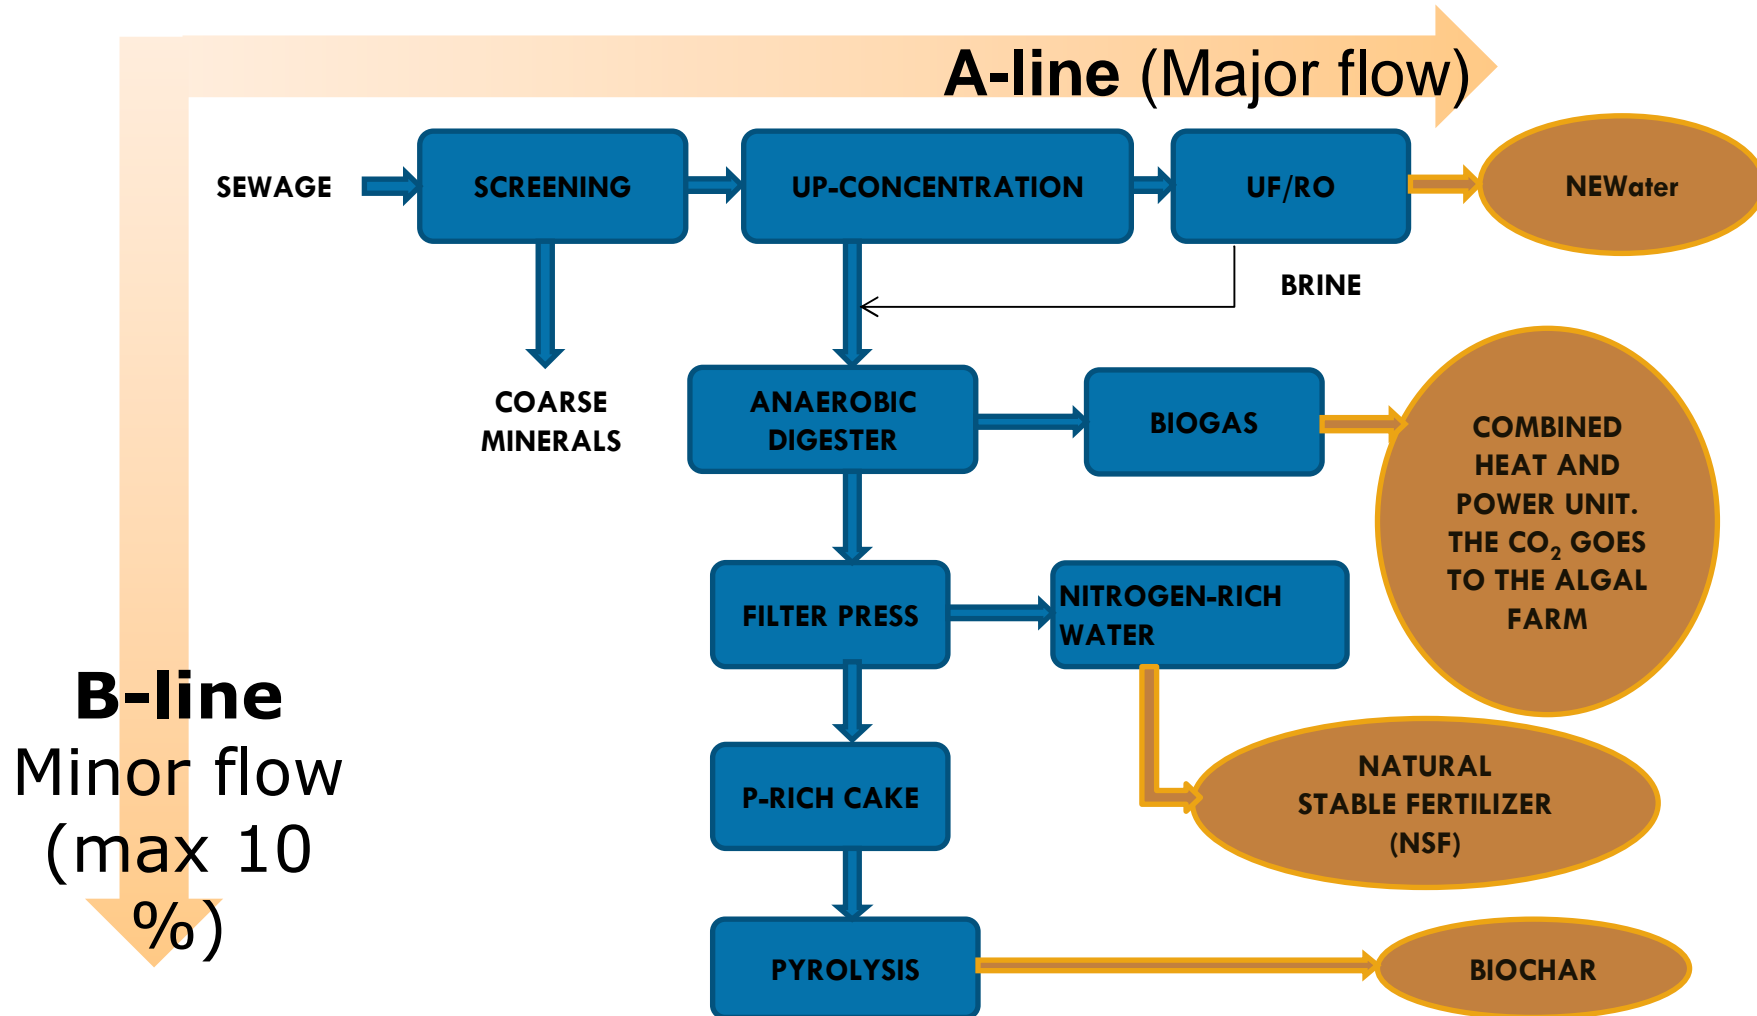 A-line (Major flow)
SEWAGE
SCREENING
UP-CONCENTRATION
UF/RO
NEWater
BRINE
COARSE
MINERALS
ANAEROBIC
DIGESTER
BIOGAS
COMBINED
HEAT AND
POWER UNIT.
THE CO₂ GOES
TO THE ALGAL
FARM
FILTER PRESS
NITROGEN-RICH
WATER
B-line
Minor flow
(max 10
%)
P-RICH CAKE
NATURAL
STABLE FERTILIZER
(NSF)
PYROLYSIS
BIOCHAR